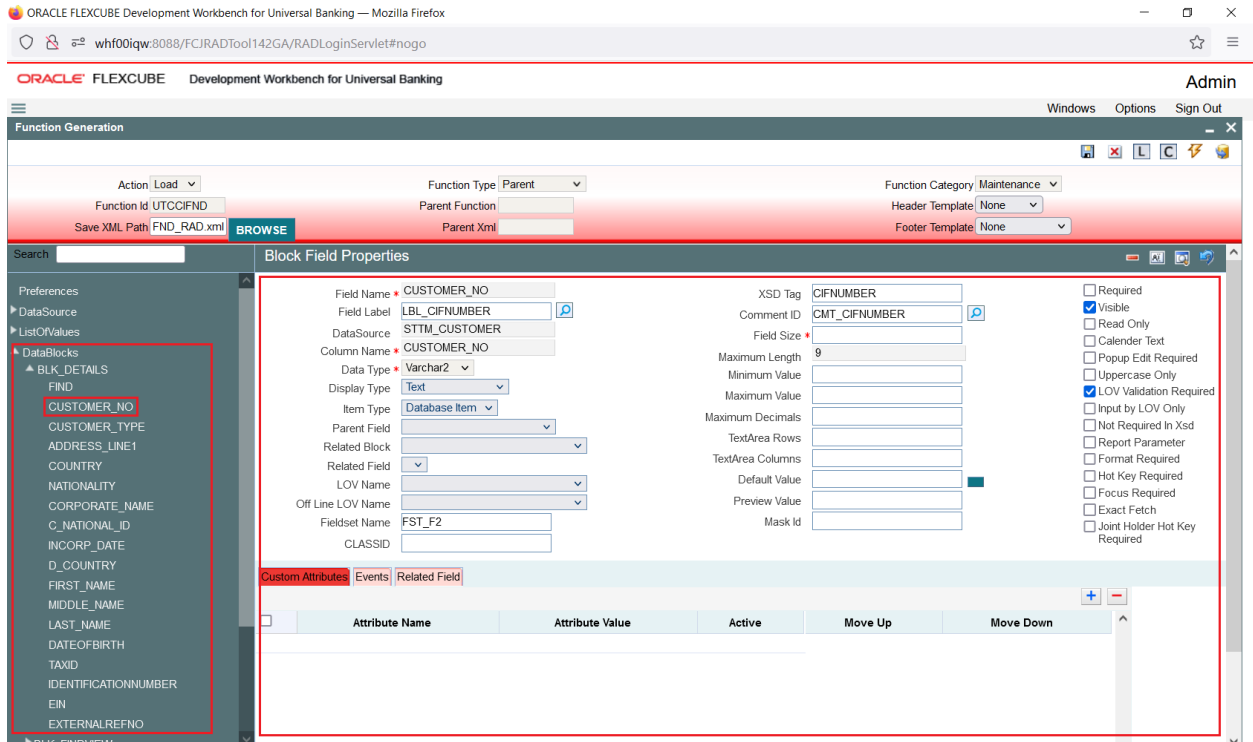 ORACLE FLEXCUBE Development Workbench for Universal Banking — Mozilla Firefox
whf00iqw:8088/FCJRADTool142GA/RADLoginServlet#nogo
ORACLE FLEXCUBE Development Workbench for Universal Banking
Admin
Windows Options Sign Out
Function Generation
L C
Action Load Function Type Parent Function Category Maintenance
Function Id UTCCIFND Parent Function Header Template None
Save XML Path FND_RAD.xml BROWSE Parent Xml Footer Template None
Search
Preferences
DataSource
ListOfValues
DataBlocks
BLK_DETAILS
FIND
CUSTOMER_NO
CUSTOMER_TYPE
ADDRESS_LINE1
COUNTRY
NATIONALITY
CORPORATE_NAME
C_NATIONAL_ID
INCORP_DATE
D_COUNTRY
FIRST_NAME
MIDDLE_NAME
LAST_NAME
DATEOFBIRTH
TAXID
IDENTIFICATIONNUMBER
EIN
EXTERNALREFNO
Block Field Properties
Field Name * CUSTOMER_NO
Field Label LBL_CIFNUMBER
DataSource STTM_CUSTOMER
Column Name * CUSTOMER_NO
Data Type * Varchar2
Display Type Text
Item Type Database Item
Parent Field
Related Block
Related Field
LOV Name
Off Line LOV Name
Fieldset Name FST_F2
CLASSID
XSD Tag CIFNUMBER
Comment ID CMT_CIFNUMBER
Field Size *
Maximum Length 9
Minimum Value
Maximum Value
Maximum Decimals
TextArea Rows
TextArea Columns
Default Value
Preview Value
Mask Id
Required
Visible
Read Only
Calender Text
Popup Edit Required
Uppercase Only
LOV Validation Required
Input by LOV Only
Not Required In Xsd
Report Parameter
Format Required
Hot Key Required
Focus Required
Exact Fetch
Joint Holder Hot Key
Required
Custom Attributes Events Related Field
Attribute Name Attribute Value Active Move Up Move Down